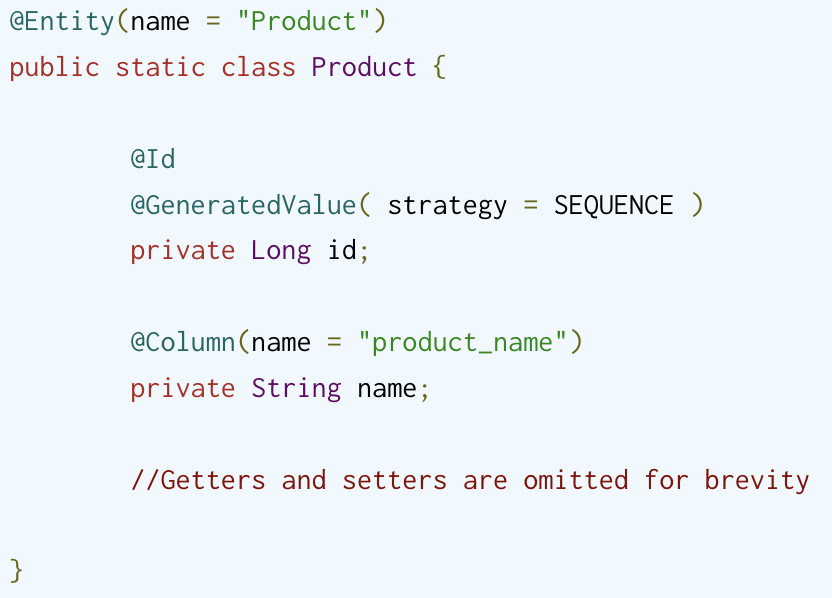 @Entity(name = "Product")
public static class Product {
@Id
@GeneratedValue( strategy = SEQUENCE )
private Long id;
@Column(name = "product_name")
private String name;
//Getters and setters are omitted for brevity
}